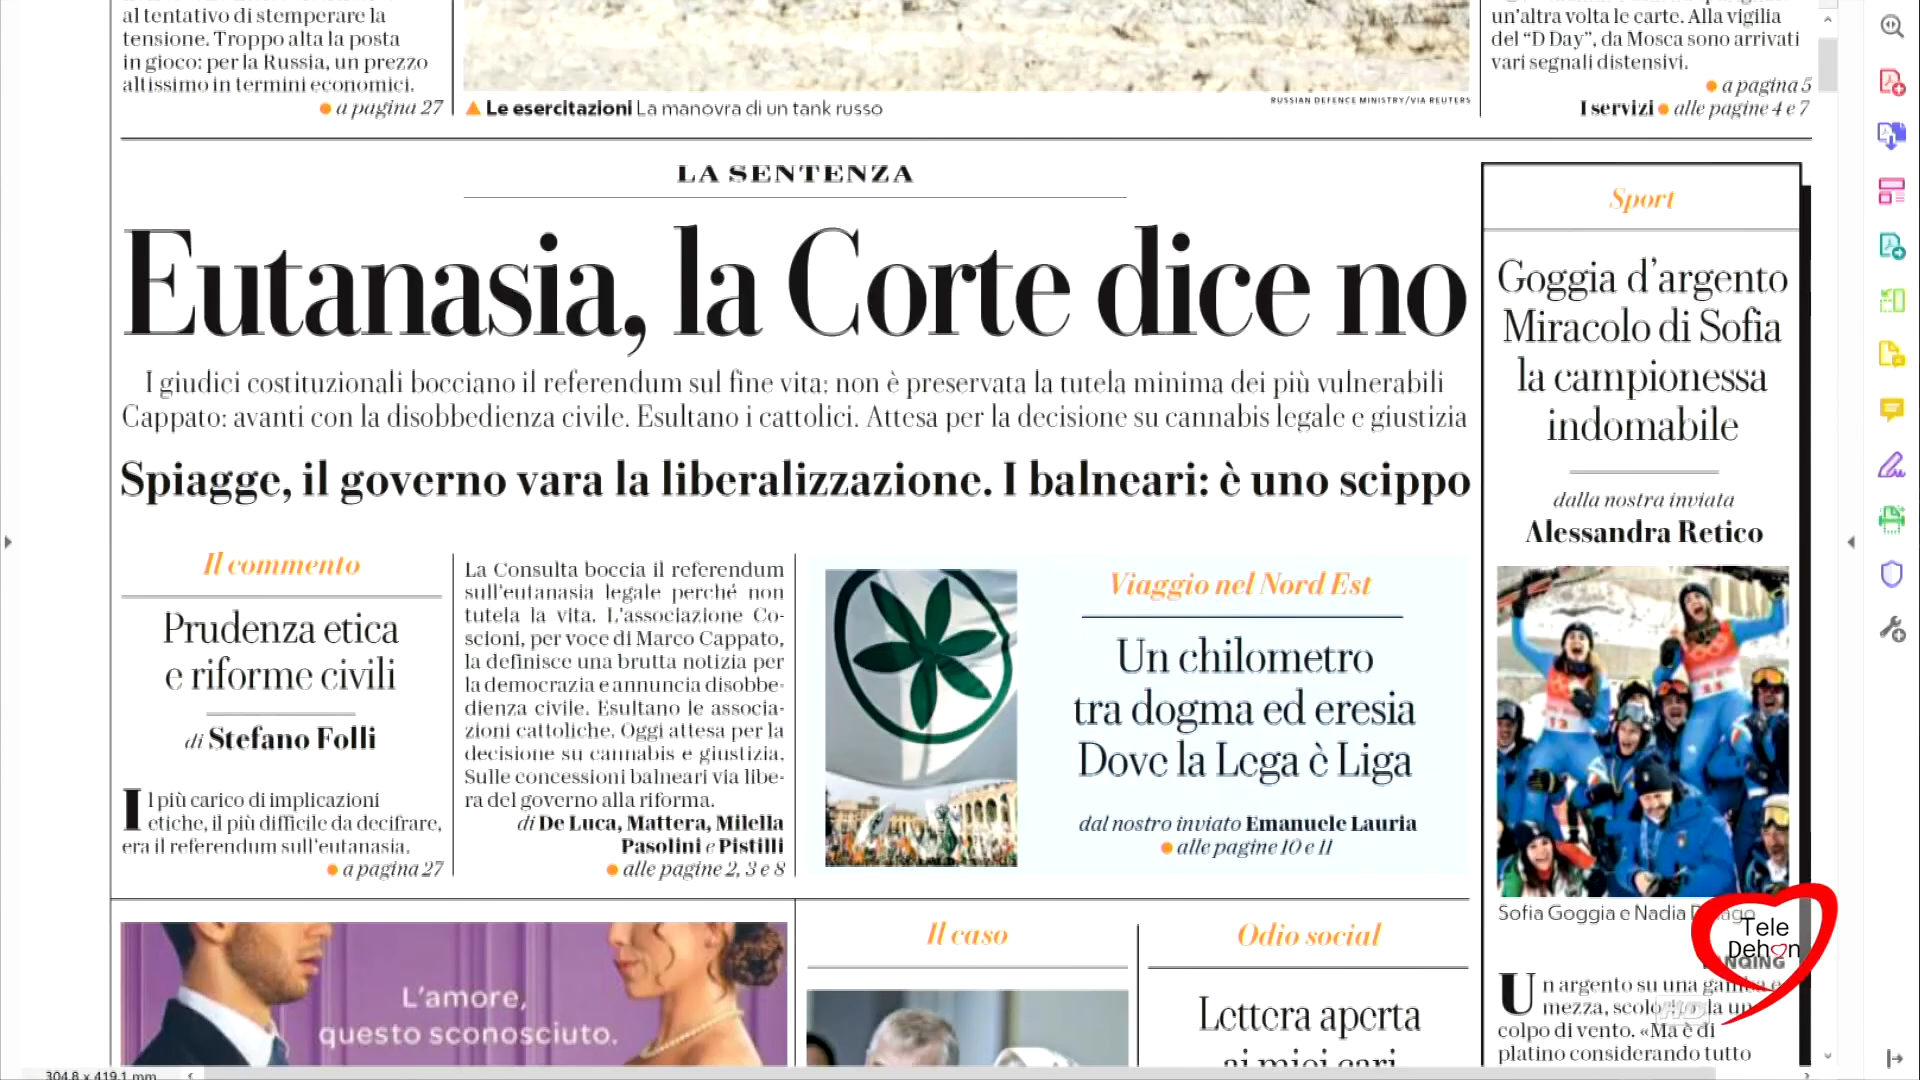 al tentativo di stemperare la
tensione. Troppo alta la posta
in gioco: per la Russia, un prezzo
altissimo in termini economici.
a pagina 27
Le esercitazioni La manovra di un tank russo
RUSSIAN DEFENCE MINISTRY/VIA REUTERS
un'altra volta le carte. Alla vigilia
del “D Day”, da Mosca sono arrivati
vari segnali distensivi.
a pagina 5
I servizi alle pagine 4 e 7
LA SENTENZA
Eutanasia, la Corte dice no
I giudici costituzionali bocciano il referendum sul fine vita: non è preservata la tutela minima dei più vulnerabili
Cappato: avanti con la disobbedienza civile. Esultano i cattolici. Attesa per la decisione su cannabis legale e giustizia
Spiagge, il governo vara la liberalizzazione. I balneari: è uno scippo
Il commento
Prudenza etica
e riforme civili
di Stefano Folli
Il più carico di implicazioni
etiche, il più difficile da decifrare,
era il referendum sull'eutanasia.
a pagina 27
La Consulta boccia il referendum
sull'eutanasia legale perché non
tutela la vita. L'associazione Co-
scioni, per voce di Marco Cappato,
la definisce una brutta notizia per
la democrazia e annuncia disobbe-
dienza civile. Esultano le associa-
zioni cattoliche. Oggi attesa per la
decisione su cannabis e giustizia.
Sulle concessioni balneari via libe-
ra del governo alla riforma.
di De Luca, Mattera, Milella
Pasolini e Pistilli
alle pagine 2, 3 e 8
Viaggio nel Nord Est
Un chilometro
tra dogma ed eresia
Dove la Lega è Liga
dal nostro inviato Emanuele Lauria
alle pagine 10 e 11
Sport
Goggia d'argento
Miracolo di Sofia
la campionessa
indomabile
dalla nostra inviata
Alessandra Retico
Sofia Goggia e Nadia
Un argento su una gamba e
mezza, scolo da un
colpo di vento. «Ma è di
platino considerando tutto
Tele
Dehon
HD
L'amore,
questo sconosciuto.
Il caso
Odio social
Lettera aperta
ai miei cari
304,8 x 419,1 mm